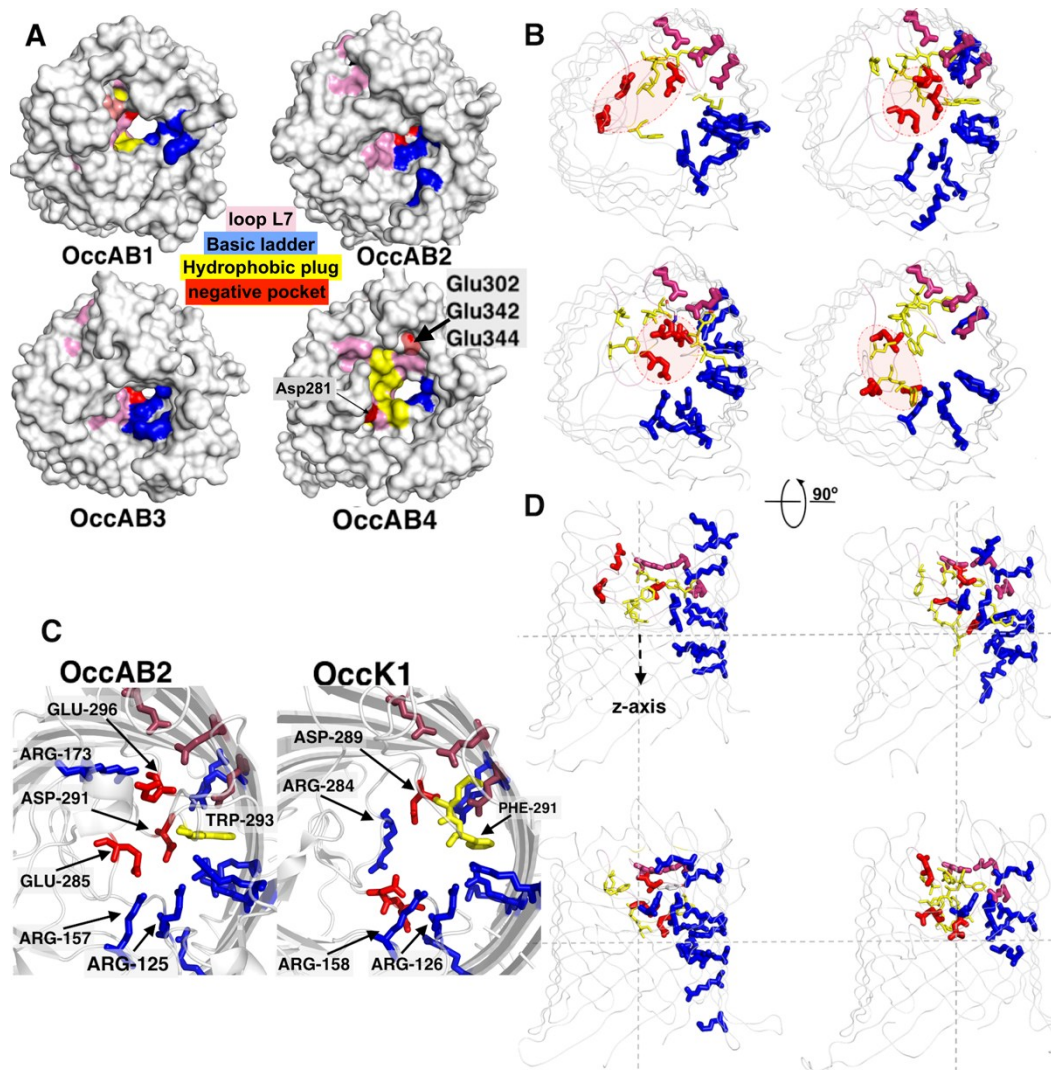 A
B
OccAB1
OccAB2
loop L7
Basic ladder
Hydrophobic plug
negative pocket
Glu302
Glu342
Glu344
Asp281
OccAB3
OccAB4
90º
D
z-axis
C
OccAB2
OccK1
GLU-296
ARG-173
ASP-291
TRP-293
GLU-285
ARG-157
ARG-125
ASP-289
ARG-284
PHE-291
ARG-158
ARG-126